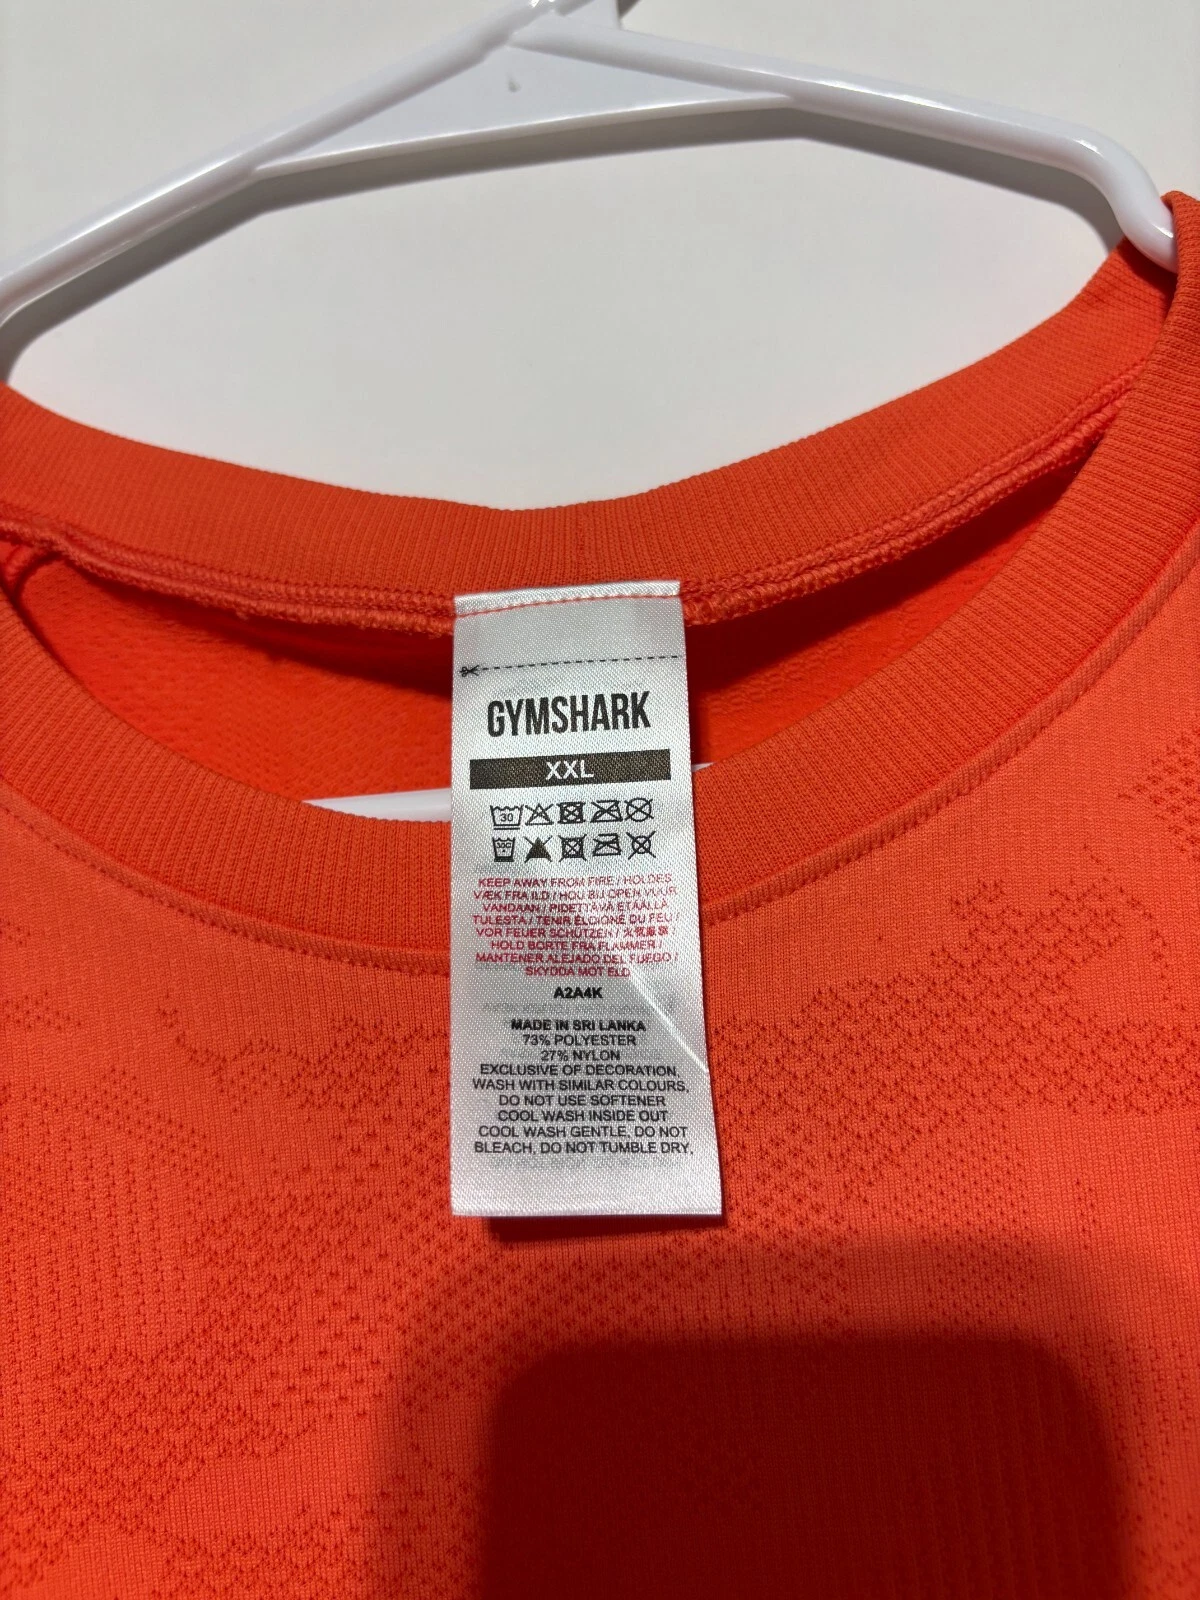 GYMSHARK
XXL
30
30C
KEEP AWAY FROM FIRE / HOLDES
VÆK FRA ILD / HOU BIJ OPEN VUUR
VANDAAN / PIDETTÄVÄ ETÄÄLLÄ
TULESTA / TENIR ÉLOIGNÉ DU FEU /
VOR FEUER SCHÜTZEN /
HOLD BORTE FRA FLAMMER /
MANTENER ALEJADO DEL FUEGO /
SKYDDA MOT ELD
A2A4K
MADE IN SRI LANKA
73% POLYESTER
27% NYLON
EXCLUSIVE OF DECORATION,
WASH WITH SIMILAR COLOURS,
DO NOT USE SOFTENER
COOL WASH INSIDE OUT
COOL WASH GENTLE, DO NOT
BLEACH, DO NOT TUMBLE DRY,